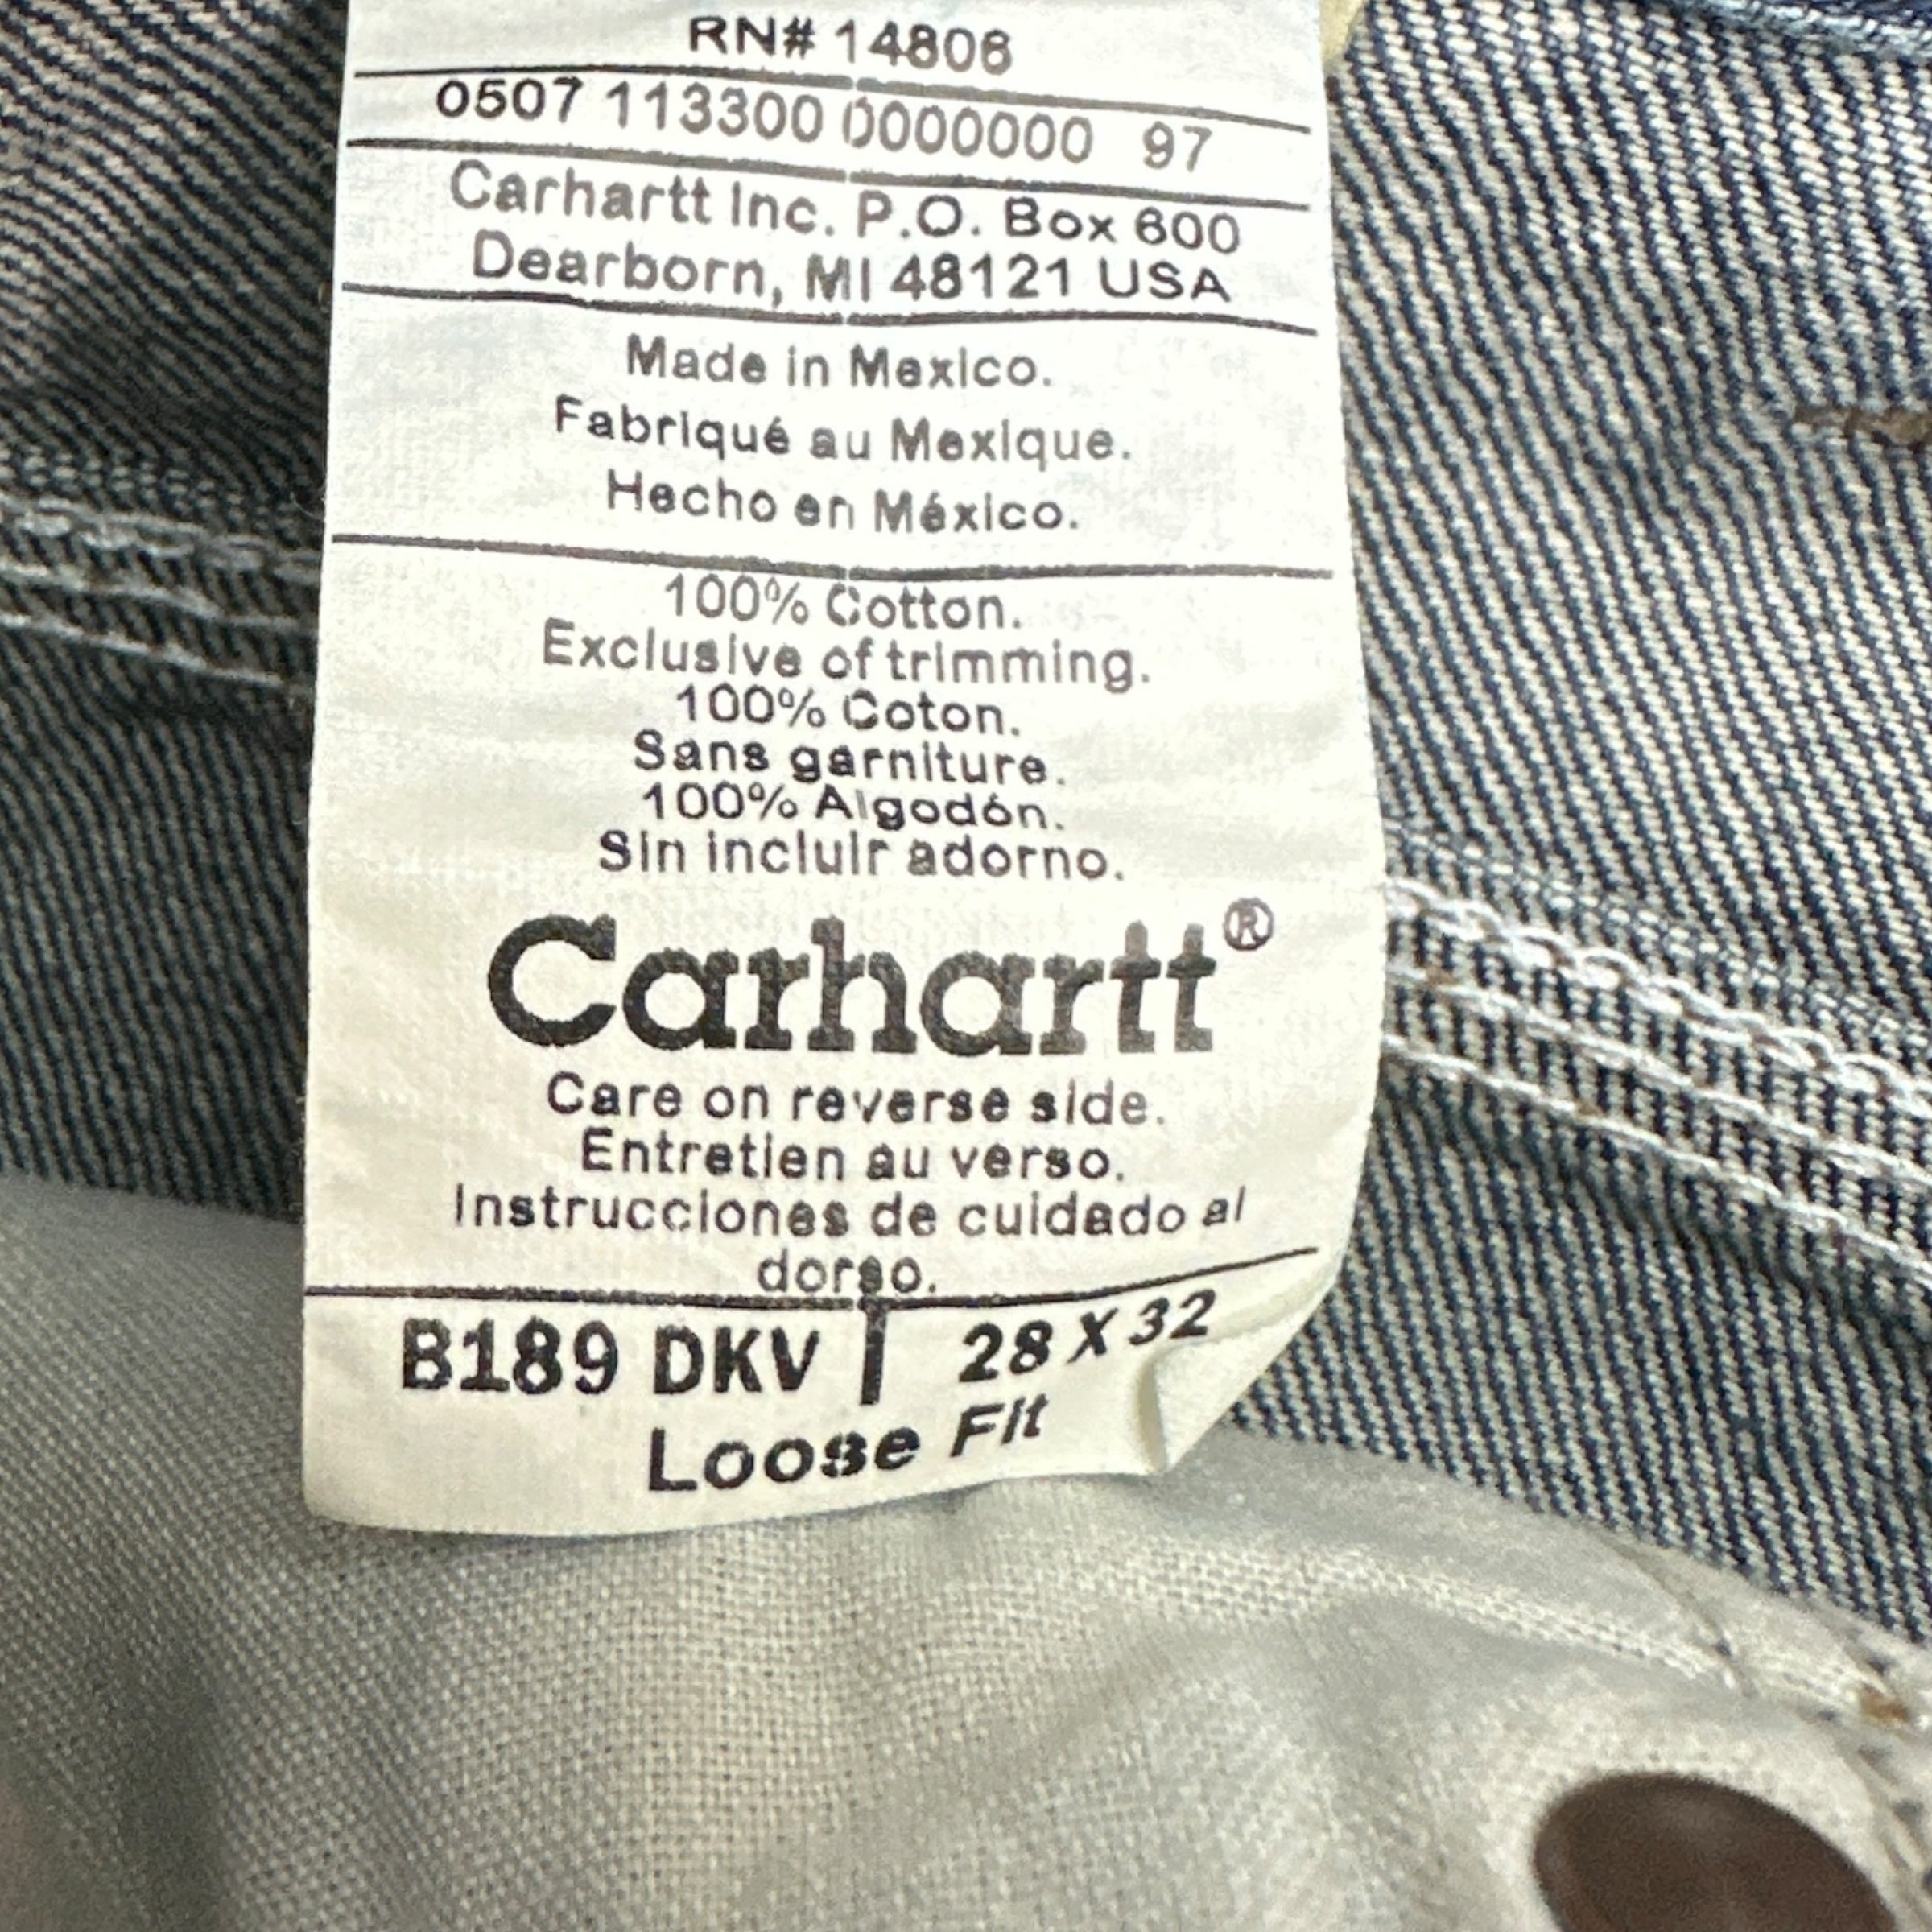 RN# 14806
0507 113300 0000000 97
Carhartt Inc. P.O. Box 600
Dearborn, MI 48121 USA
Made in Mexico.
Fabriqué au Mexique.
Hecho en México.
100% Cotton.
Exclusive of trimming.
100% Coton.
Sans garniture.
100% Algodón.
Sin incluir adorno.
Carhartt®
Care on reverse side.
Entretien au verso.
Instrucciones de cuidado al
dorso.
B189 DKV | 28 X 32
Loose Fit